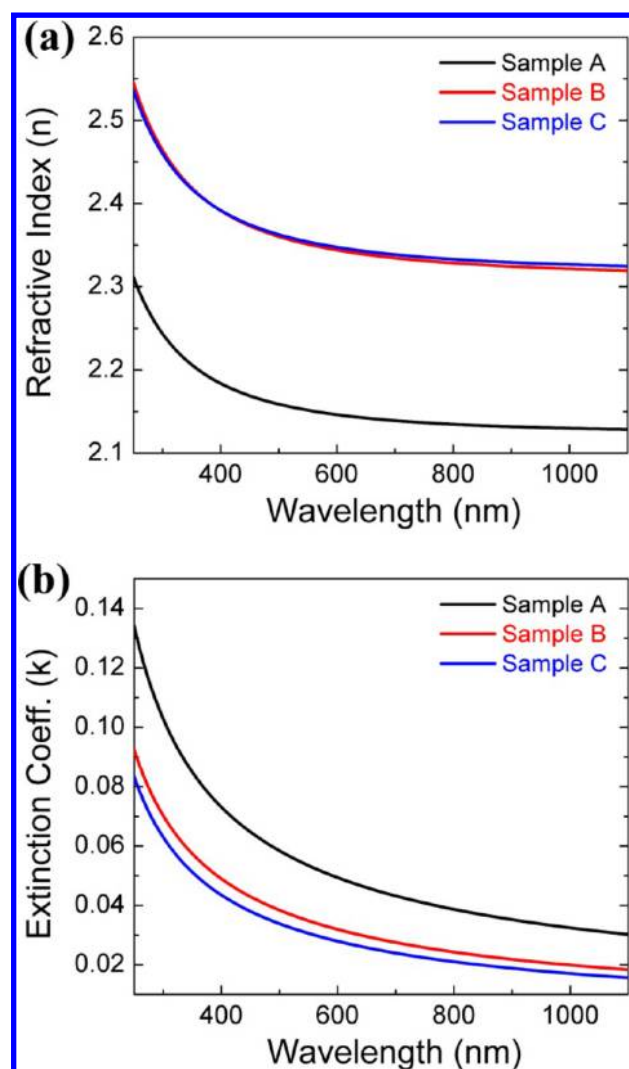 (a)
2.6
2.5
2.4
2.3
2.2
2.1
Refractive Index (n)
Sample A
Sample B
Sample C
400 600 800 1000
Wavelength (nm)
(b)
0.14
0.12
0.10
0.08
0.06
0.04
0.02
Extinction Coeff. (k)
Sample A
Sample B
Sample C
400 600 800 1000
Wavelength (nm)